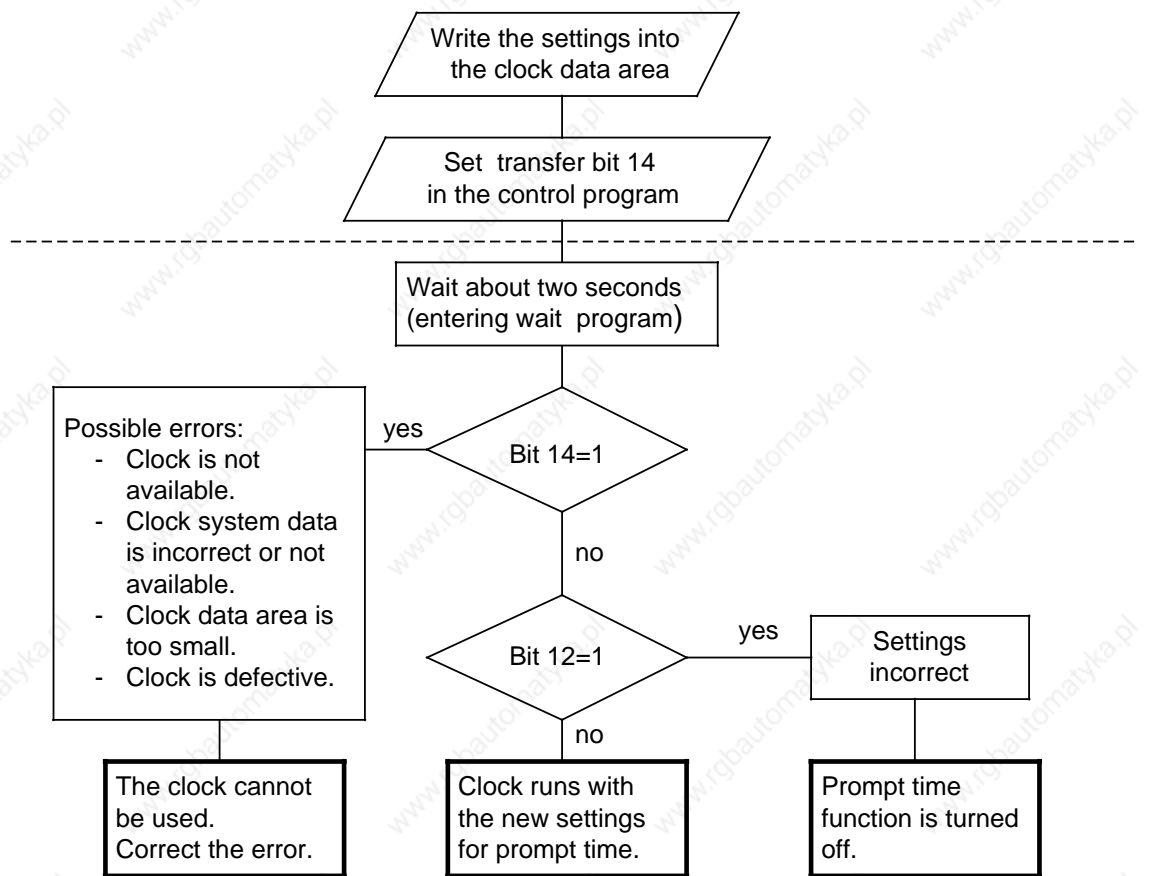 Write the settings into
the clock data area
Set transfer bit 14
in the control program
Wait about two seconds
(entering wait program)
Bit 14=1
yes
Possible errors:
- Clock is not
available.
- Clock system data
is incorrect or not
available.
- Clock data area is
too small.
- Clock is defective.
The clock cannot
be used.
Correct the error.
no
Bit 12=1
yes
Settings
incorrect
Prompt time
function is turned
off.
no
Clock runs with
the new settings
for prompt time.
www.rgbautomatyka.pl